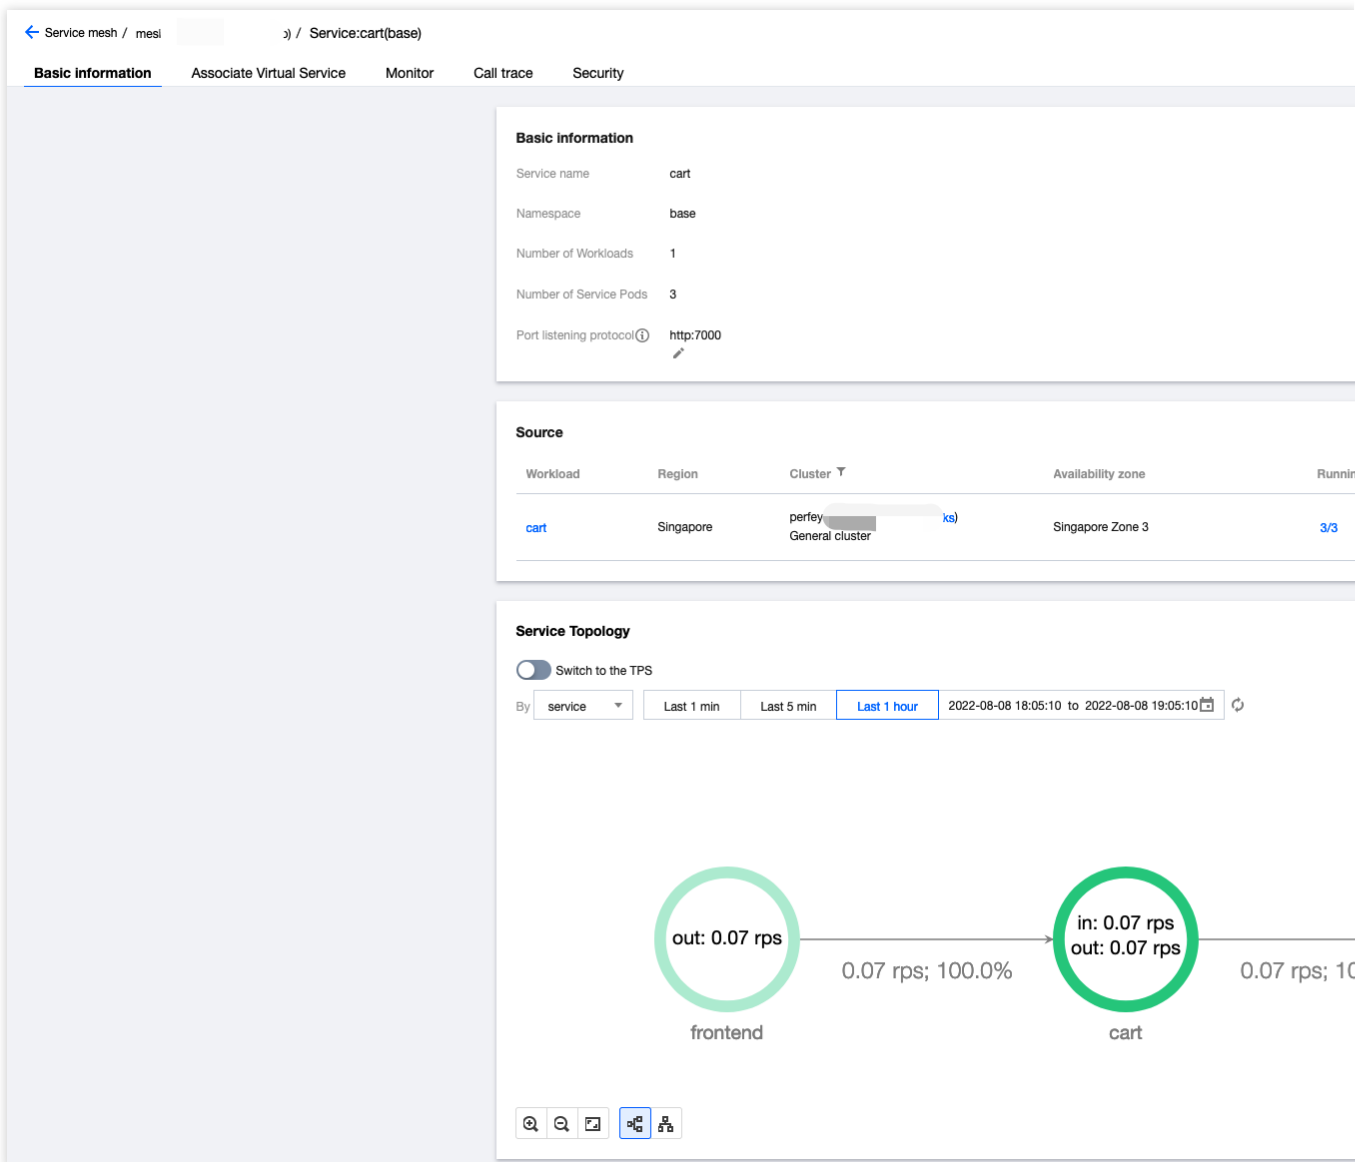 Service mesh / mesl / Service:cart(base)
Basic information Associate Virtual Service Monitor Call trace Security
Basic information
Service name cart
Namespace base
Number of Workloads 1
Number of Service Pods 3
Port listening protocol http:7000
Source
Workload Region Cluster Availability zone Runnin
cart Singapore perfey ks) Singapore Zone 3 3/3
General cluster
Service Topology
Switch to the TPS
By service Last 1 min Last 5 min Last 1 hour 2022-08-08 18:05:10 to 2022-08-08 19:05:10
out: 0.07 rps
in: 0.07 rps
out: 0.07 rps
0.07 rps; 100.0%
0.07 rps; 10
frontend
cart